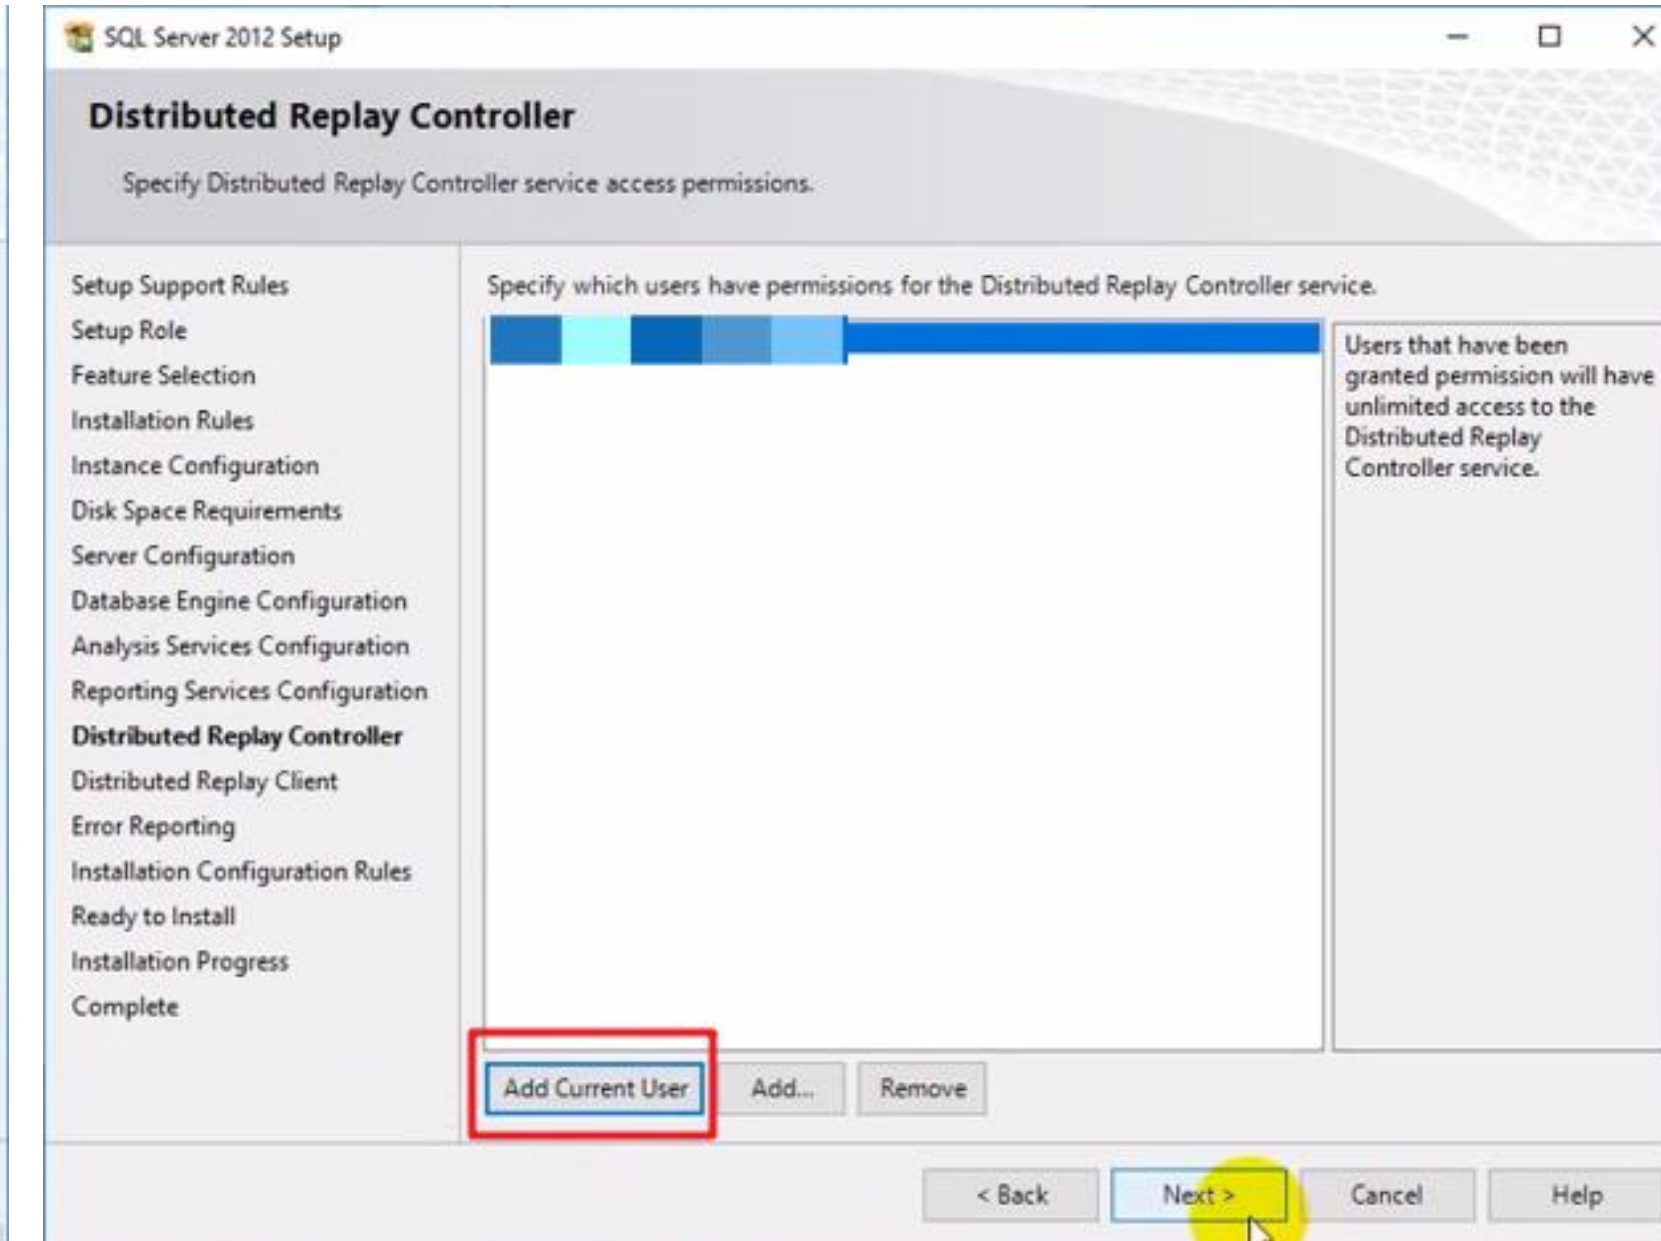 SQL Server 2012 Setup
Distributed Replay Controller
Specify Distributed Replay Controller service access permissions.
Setup Support Rules
Setup Role
Feature Selection
Installation Rules
Instance Configuration
Disk Space Requirements
Server Configuration
Database Engine Configuration
Analysis Services Configuration
Reporting Services Configuration
Distributed Replay Controller
Distributed Replay Client
Error Reporting
Installation Configuration Rules
Ready to Install
Installation Progress
Complete
Specify which users have permissions for the Distributed Replay Controller service.
Users that have been
granted permission will have
unlimited access to the
Distributed Replay
Controller service.
Add Current User
Add...
Remove
< Back
Next >
Cancel
Help